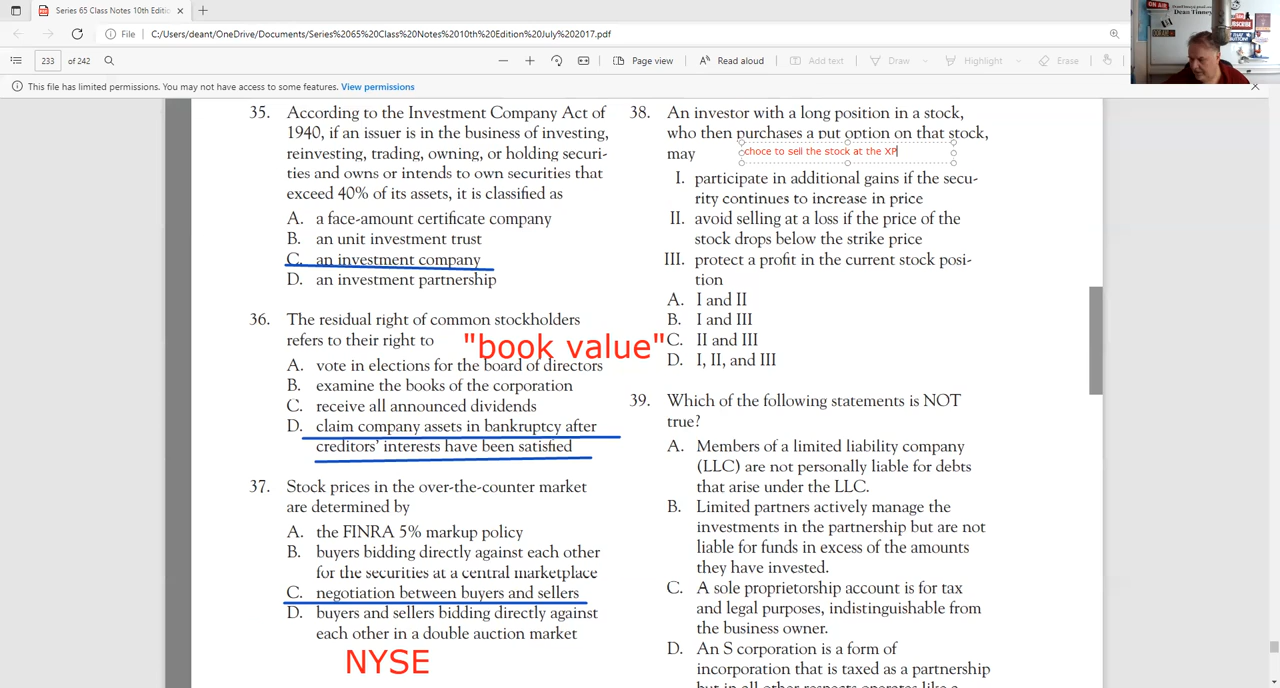 Series 65 Class Notes 10th Edition
File
C:/Users/deant/OneDrive/Documents/Series%2065%20Class%20Notes%2010th%20Edition%20July%202017.pdf
233 of 242
Page view
Read aloud
Add text
Draw
Highlight
Erase
This file has limited permissions. You may not have access to some features. View permissions
ON AIR
Dean Tinney
35. According to the Investment Company Act of
1940, if an issuer is in the business of investing,
reinvesting, trading, owning, or holding securi-
ties and owns or intends to own securities that
exceed 40% of its assets, it is classified as
A. a face-amount certificate company
B. an unit investment trust
C. an investment company
D. an investment partnership
36. The residual right of common stockholders
refers to their right to
"book value"
A. vote in elections for the board of directors
B. examine the books of the corporation
C. receive all announced dividends
D. claim company assets in bankruptcy after
creditors' interests have been satisfied
37. Stock prices in the over-the-counter market
are determined by
A. the FINRA 5% markup policy
B. buyers bidding directly against each other
for the securities at a central marketplace
C. negotiation between buyers and sellers
D. buyers and sellers bidding directly against
each other in a double auction market
NYSE
38. An investor with a long position in a stock,
who then purchases a put option on that stock,
may
choce to sell the stock at the XP
I. participate in additional gains if the secu-
rity continues to increase in price
II. avoid selling at a loss if the price of the
stock drops below the strike price
III. protect a profit in the current stock posi-
tion
A. I and II
B. I and III
C. II and III
D. I, II, and III
39. Which of the following statements is NOT
true?
A. Members of a limited liability company
(LLC) are not personally liable for debts
that arise under the LLC.
B. Limited partners actively manage the
investments in the partnership but are not
liable for funds in excess of the amounts
they have invested.
C. A sole proprietorship account is for tax
and legal purposes, indistinguishable from
the business owner.
D. An S corporation is a form of
incorporation that is taxed as a partnership
but in all other respects operates like a